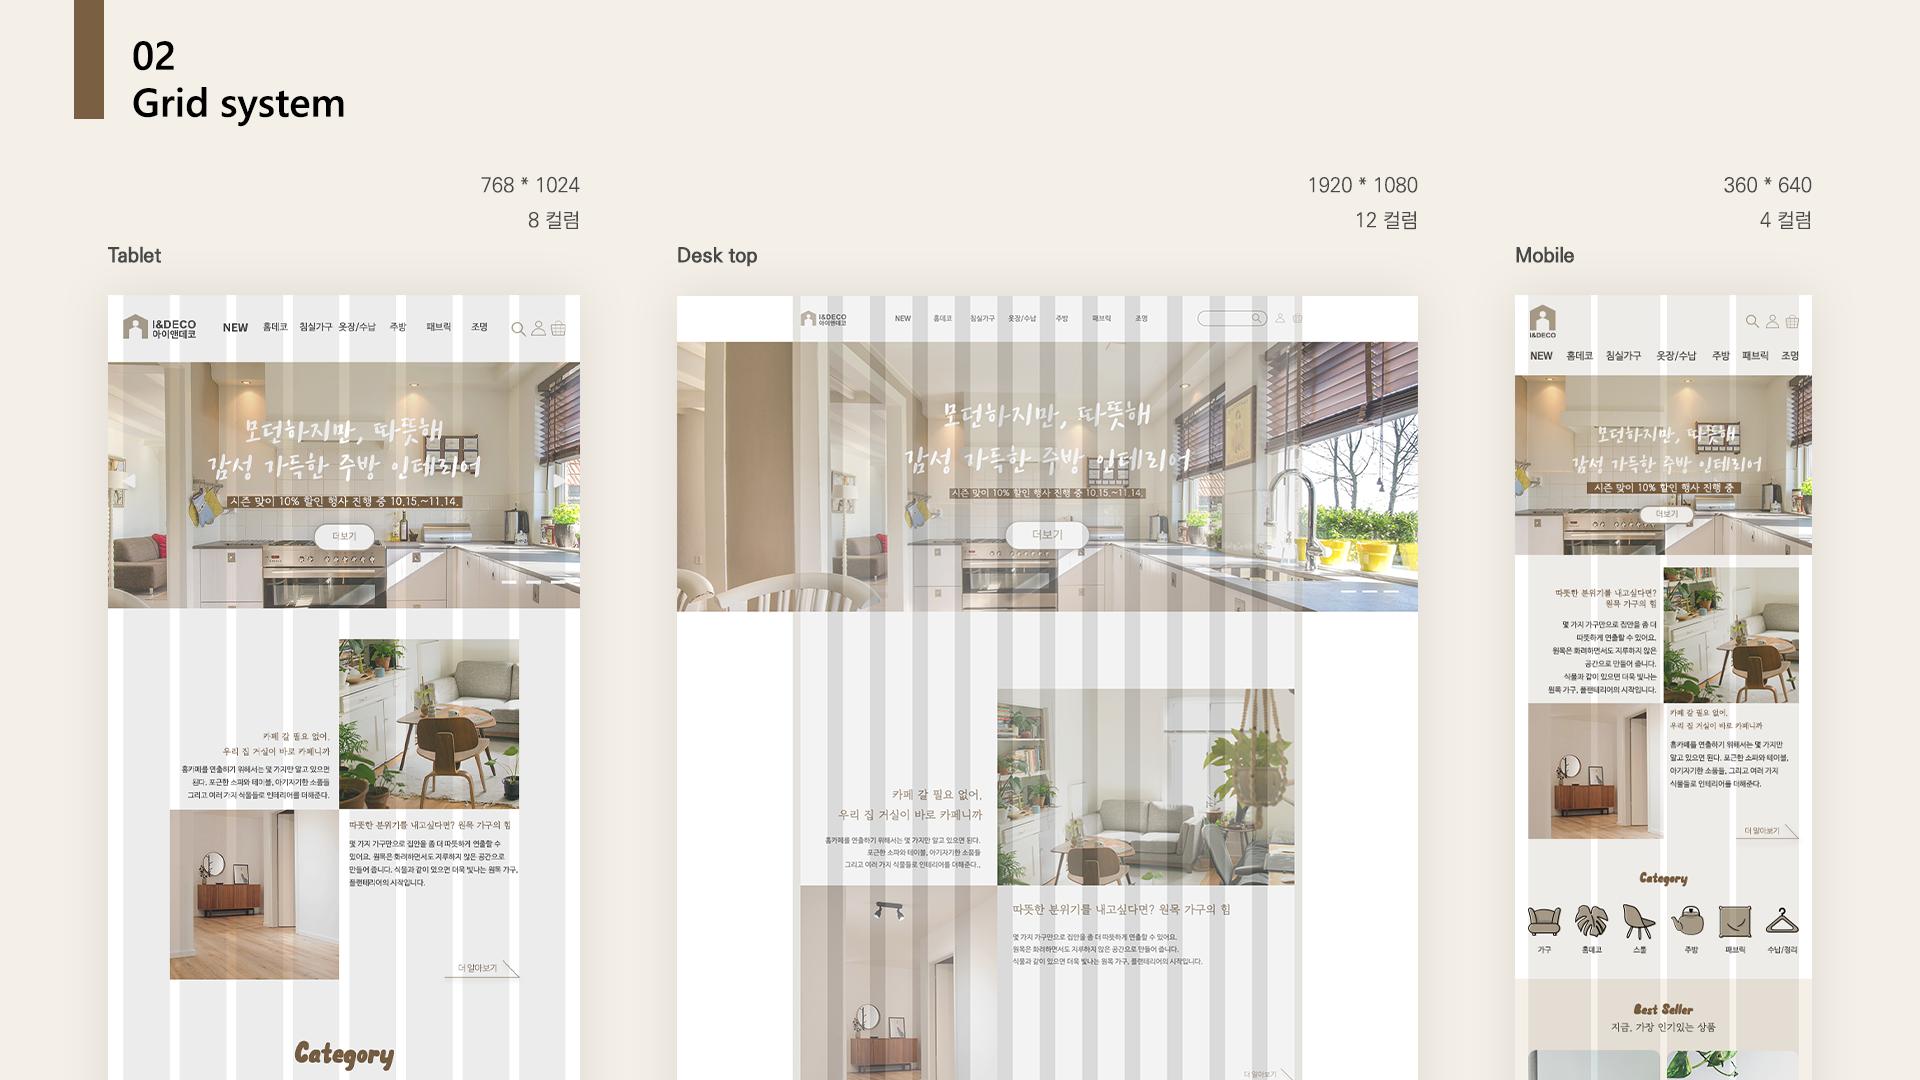 02
Grid system
768 * 1024
8 컬럼
Tablet
I&DECO
아이앤데코
NEW 홈데코 침실가구 옷장/수납 주방 패브릭 조명
모던하지만, 따뜻해
감성 가득한 주방 인테리어
시즌 맞이 10% 할인 행사 진행 중 10.15.~11.14.
더보기
카페 갈 필요 없어,
우리 집 거실이 바로 카페니까
홈카페를 연출하기 위해서는 몇 가지만 알고 있으면
된다. 포근한 소파와 테이블, 아기자기한 소품들
그리고 여러 가지 식물들로 인테리어를 더해준다.
따뜻한 분위기를 내고싶다면? 원목 가구의 힘
몇 가지 가구만으로 집안을 좀 더 따뜻하게 연출할 수
있어요. 원목은 화려하면서도 지루하지 않은 공간으로
만들어 줍니다. 식물과 같이 있으면 더욱 빛나는 원목 가구,
플랜테리어의 시작입니다.
더 알아보기
Category
1920 * 1080
12 컬럼
Desk top
I&DECO
아이앤데코
NEW 홈데코 침실가구 옷장/수납 주방 패브릭 조명
모던하지만, 따뜻해
감성 가득한 주방 인테리어
시즌 맞이 10% 할인 행사 진행 중 10.15.~11.14.
더보기
카페 갈 필요 없어,
우리 집 거실이 바로 카페니까
홈카페를 연출하기 위해서는 몇 가지만 알고 있으면 된다.
포근한 소파와 테이블, 아기자기한 소품들
그리고 여러 가지 식물들로 인테리어를 더해준다..
따뜻한 분위기를 내고싶다면? 원목 가구의 힘
몇 가지 가구만으로 집안을 좀 더 따뜻하게 연출할 수 있어요.
원목은 화려하면서도 지루하지 않은 공간으로 만들어 줍니다.
식물과 같이 있으면 더욱 빛나는 원목 가구, 플랜테리어의 시작입니다.
더 알아보기
360 * 640
4 컬럼
Mobile
I&DECO
NEW 홈데코 침실가구 옷장/수납 주방 패브릭 조명
모던하지만, 따뜻해
감성 가득한 주방 인테리어
시즌 맞이 10% 할인 행사 진행 중
더보기
따뜻한 분위기를 내고싶다면?
원목 가구의 힘
몇 가지 가구만으로 집안을 좀 더
따뜻하게 연출할 수 있어요.
원목은 화려하면서도 지루하지 않은
공간으로 만들어 줍니다.
식물과 같이 있으면 더욱 빛나는
원목 가구, 플랜테리어의 시작입니다.
카페 갈 필요 없어,
우리 집 거실이 바로 카페니까
홈카페를 연출하기 위해서는 몇 가지만
알고 있으면 된다. 포근한 소파와 테이블,
아기자기한 소품들, 그리고 여러 가지
식물들로 인테리어를 더해준다.
더 알아보기
Category
가구 홈데코 스툴 주방 패브릭 수납/정리
Best Seller
지금, 가장 인기있는 상품